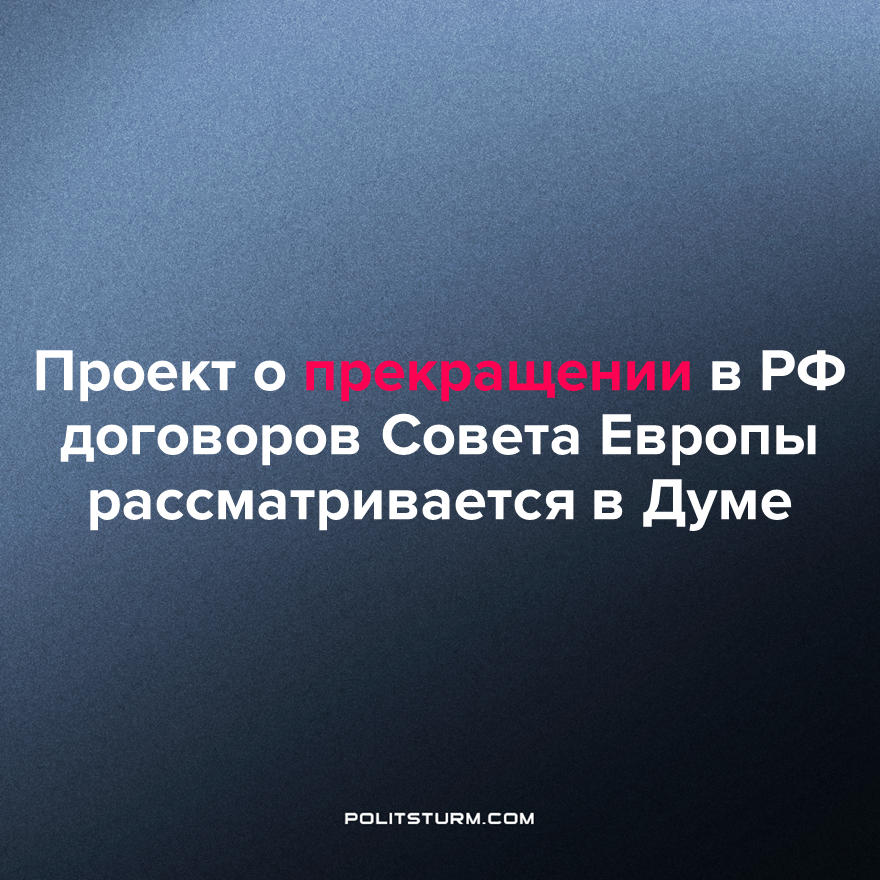 Проект о прекращении в РФ
договоров Совета Европы
рассматривается в Думе
POLITSTURM.COM